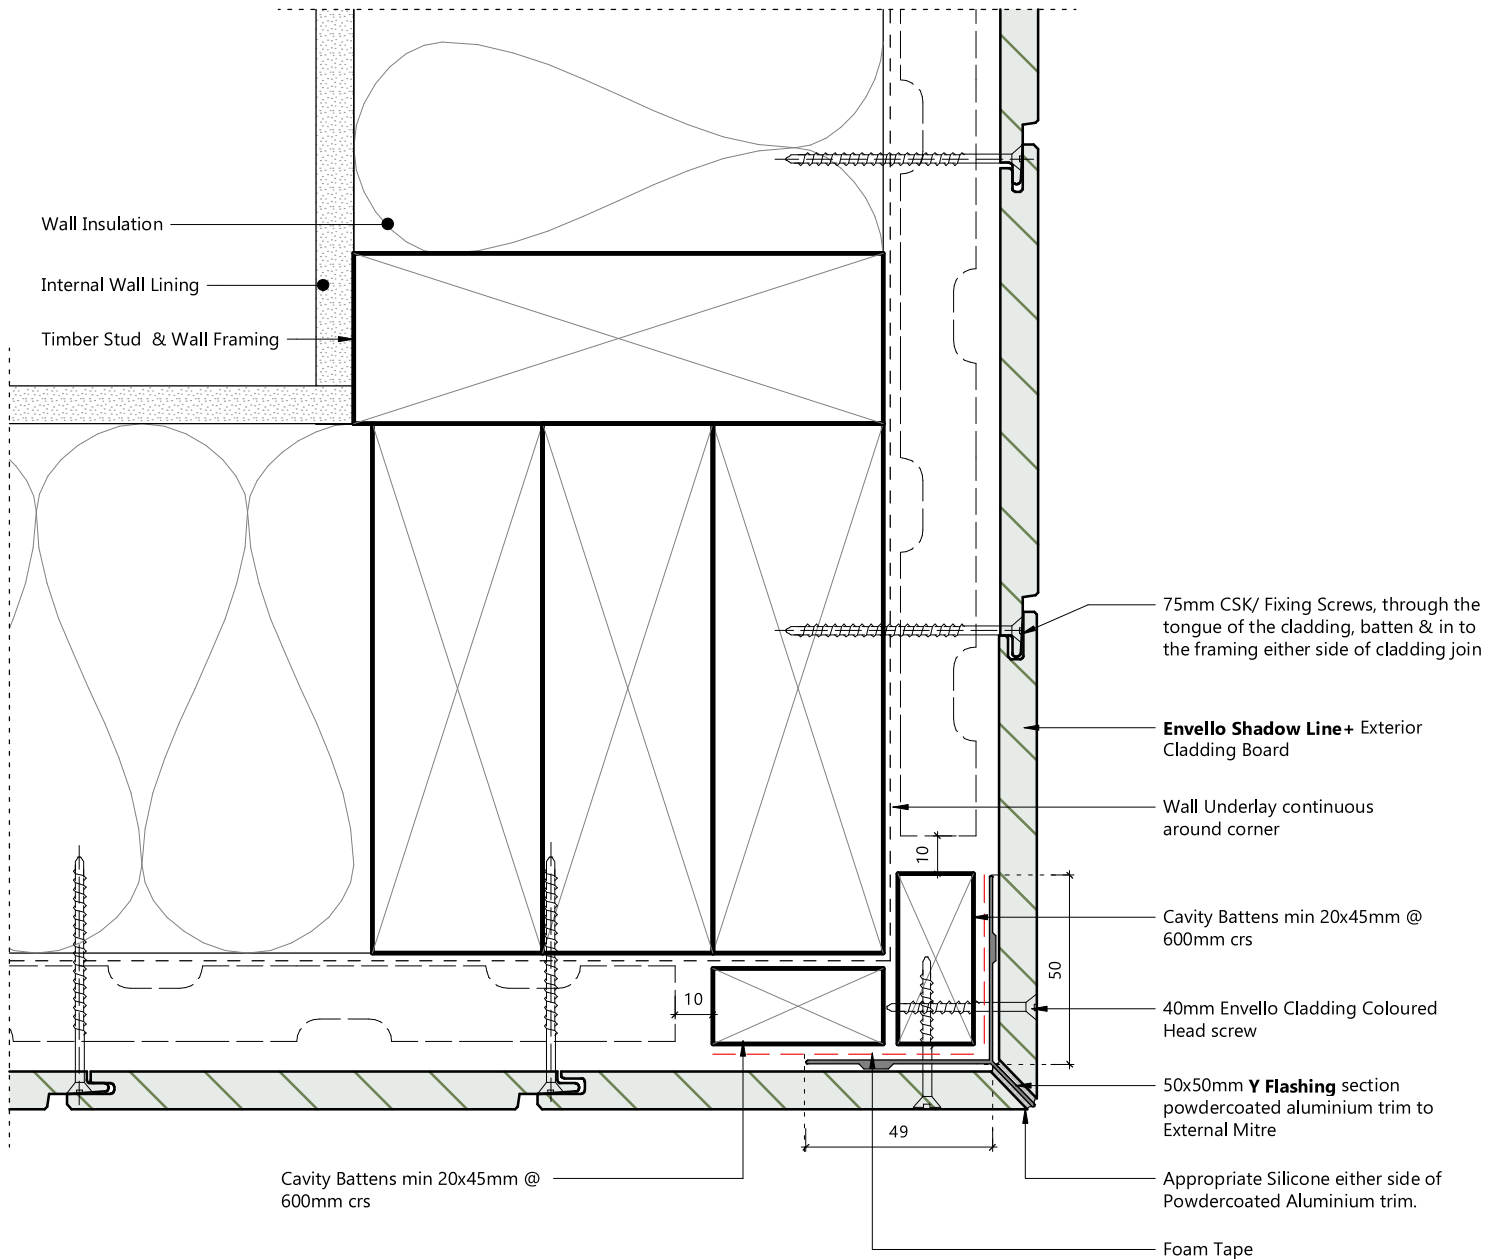 Wall Insulation
Internal Wall Lining
Timber Stud & Wall Framing
75mm CSK/ Fixing Screws, through the
tongue of the cladding, batten & in to
the framing either side of cladding join
Envello Shadow Line+ Exterior
Cladding Board
Wall Underlay continuous
around corner
10
Cavity Battens min 20x45mm @
600mm crs
50
10
40mm Envello Cladding Coloured
Head screw
50x50mm Y Flashing section
powdercoated aluminium trim to
External Mitre
49
Cavity Battens min 20x45mm @
600mm crs
Appropriate Silicone either side of
Powdercoated Aluminium trim.
Foam Tape